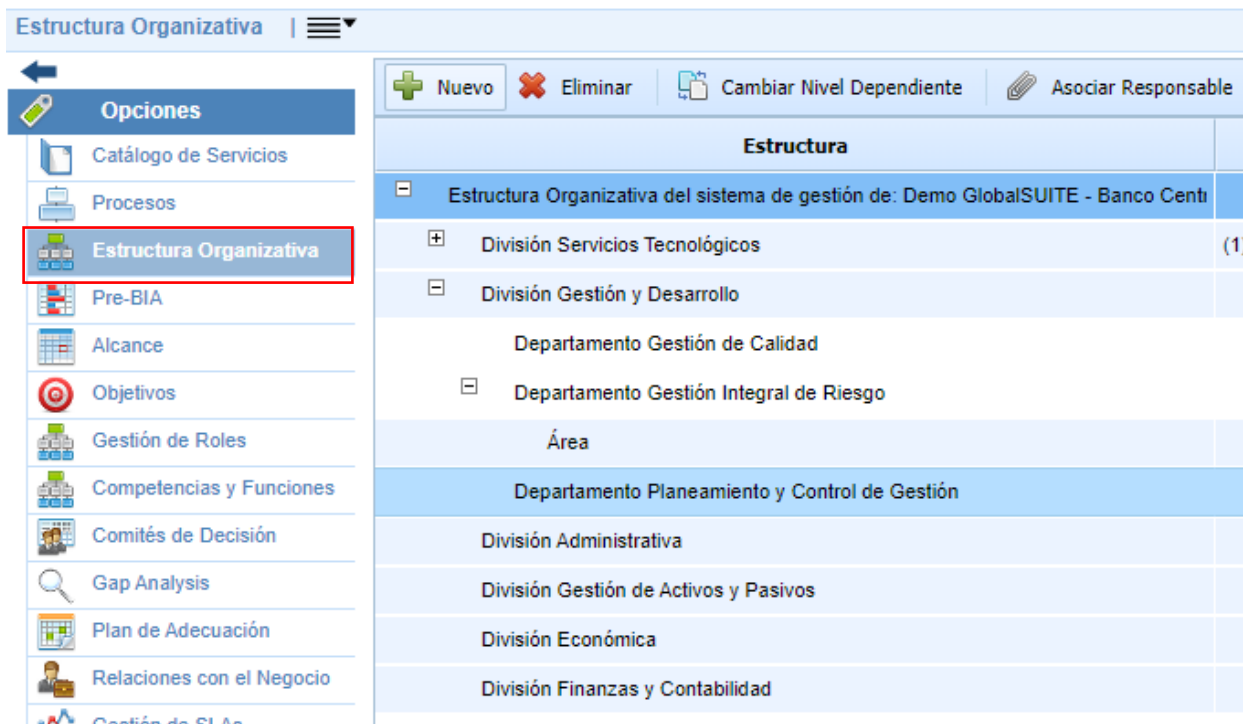 Estructura Organizativa |
Nuevo Eliminar Cambiar Nivel Dependiente Asociar Responsable
Opciones
Catálogo de Servicios
Procesos
Estructura Organizativa
Pre-BIA
Alcance
Objetivos
Gestión de Roles
Competencias y Funciones
Comités de Decisión
Gap Analysis
Plan de Adecuación
Relaciones con el Negocio
Gestión de SLAs
Estructura
Estructura Organizativa del sistema de gestión de: Demo GlobalSUITE - Banco Centr
División Servicios Tecnológicos (1)
División Gestión y Desarrollo
Departamento Gestión de Calidad
Departamento Gestión Integral de Riesgo
Área
Departamento Planeamiento y Control de Gestión
División Administrativa
División Gestión de Activos y Pasivos
División Económica
División Finanzas y Contabilidad